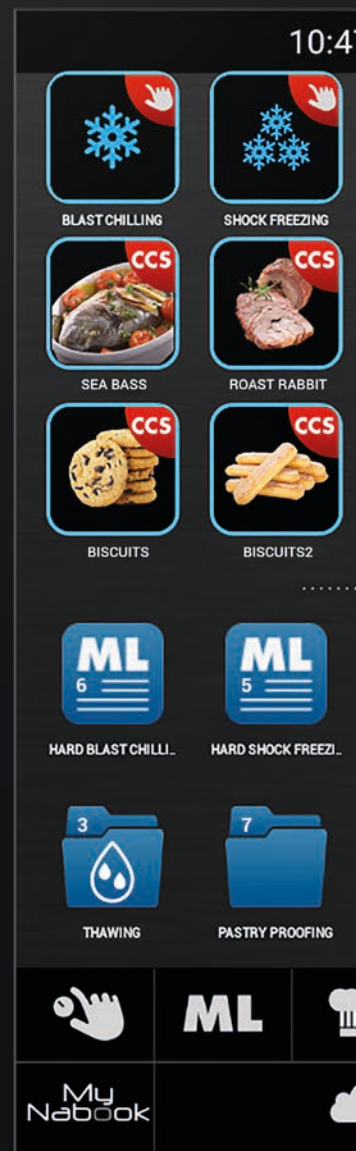 10:47
BLAST CHILLING
SHOCK FREEZING
CCS
CCS
SEA BASS
ROAST RABBIT
CCS
CCS
BISCUITS
BISCUITS2
ML
6
ML
5
HARD BLAST CHILLI..
HARD SHOCK FREEZI..
3
7
THAWING
PASTRY PROOFING
ML
My
Nabook